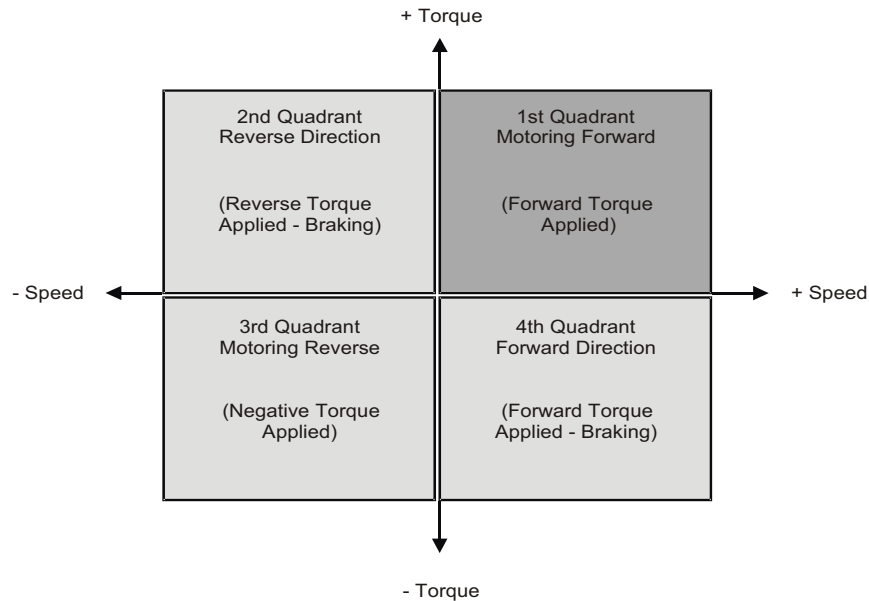 + Torque
2nd Quadrant
Reverse Direction
(Reverse Torque
Applied - Braking)
1st Quadrant
Motoring Forward
(Forward Torque
Applied)
- Speed
+ Speed
3rd Quadrant
Motoring Reverse
(Negative Torque
Applied)
4th Quadrant
Forward Direction
(Forward Torque
Applied - Braking)
- Torque